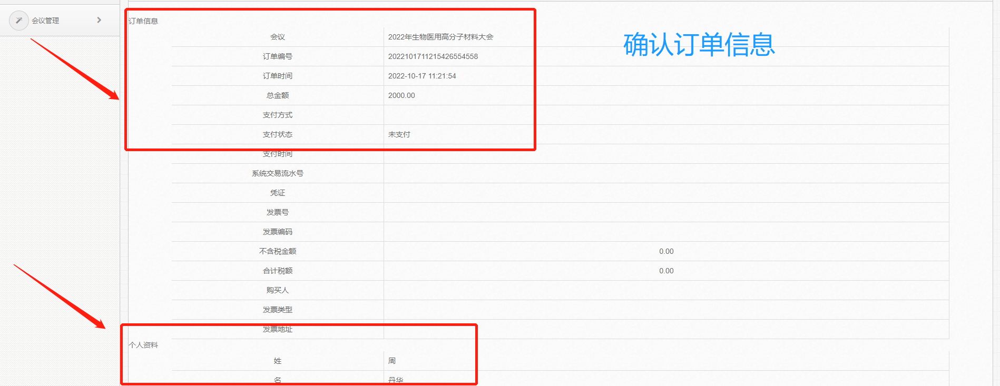 会议管理
订单信息
会议 2022年生物医用高分子材料大会
确认订单信息
订单编号 2022101711215426554558
订单时间 2022-10-17 11:21:54
总金额 2000.00
支付方式
支付状态 未支付
支付时间
系统交易流水号
凭证
发票号
发票编码
不含税金额 0.00
合计税额 0.00
购买人
发票类型
发票地址
个人资料
姓 周
名 丹华